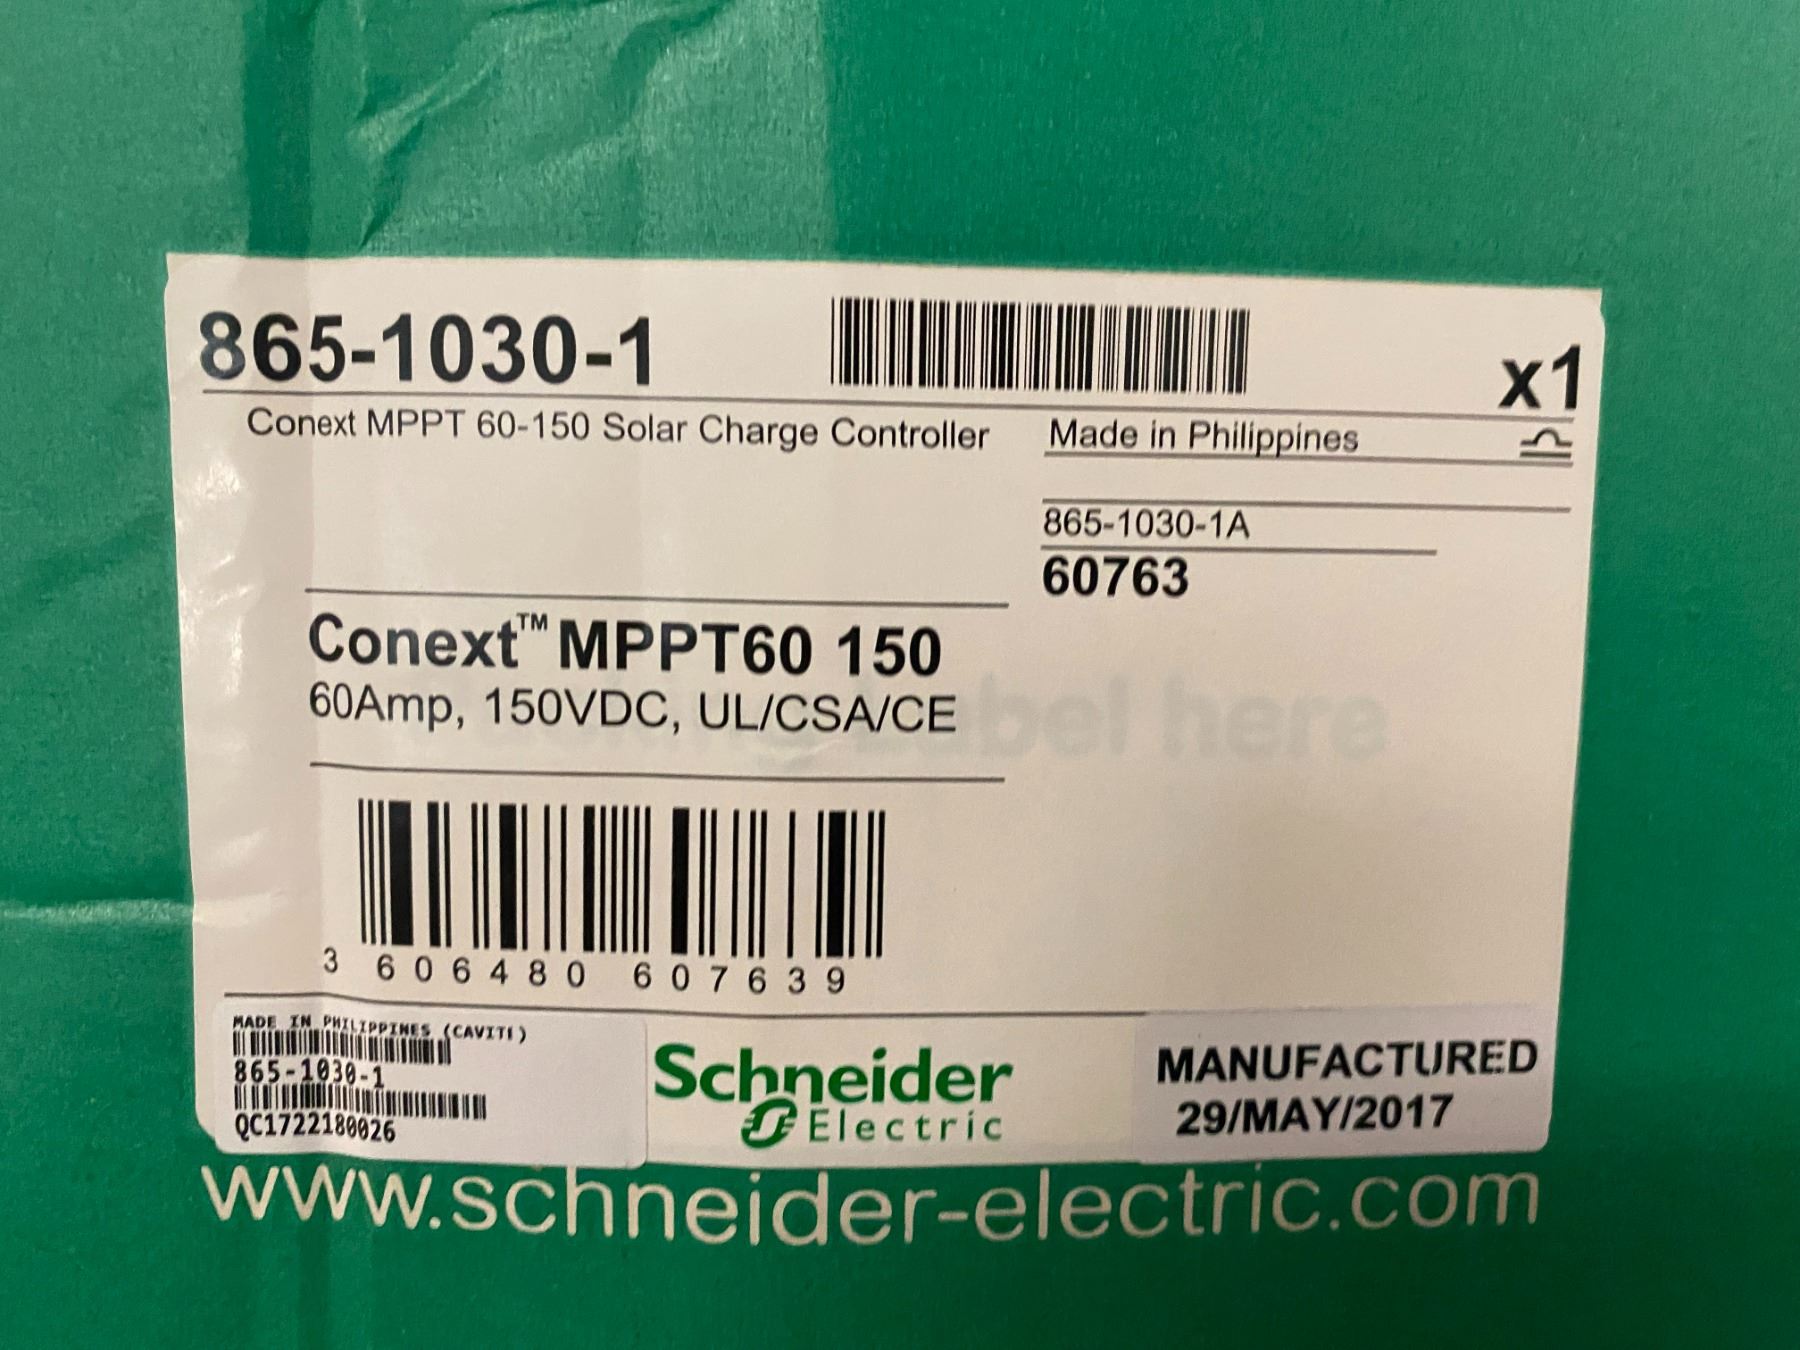 865-1030-1
x1
Conext MPPT 60-150 Solar Charge Controller
Made in Philippines
865-1030-1A
60763
Conext™ MPPT60 150
60Amp, 150VDC, UL/CSA/CE
label here
3 606480 607639
MADE IN PHILIPPINES (CAVITE)
865-1030-1
QC1722180026
Schneider
Electric
MANUFACTURED
29/MAY/2017
www.schneider-electric.com